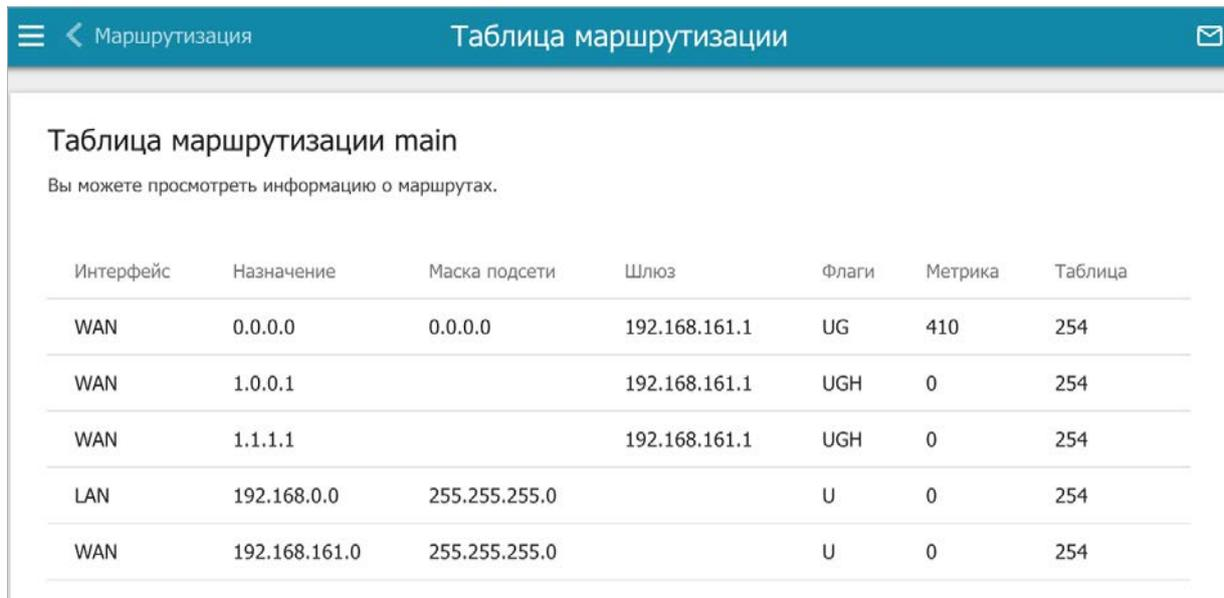 Маршрутизация Таблица маршрутизации
Таблица маршрутизации main
Вы можете просмотреть информацию о маршрутах.
Интерфейс Назначение Маска подсети Шлюз Флаги Метрика Таблица
WAN 0.0.0.0 0.0.0.0 192.168.161.1 UG 410 254
WAN 1.0.0.1 192.168.161.1 UGH 0 254
WAN 1.1.1.1 192.168.161.1 UGH 0 254
LAN 192.168.0.0 255.255.255.0 U 0 254
WAN 192.168.161.0 255.255.255.0 U 0 254